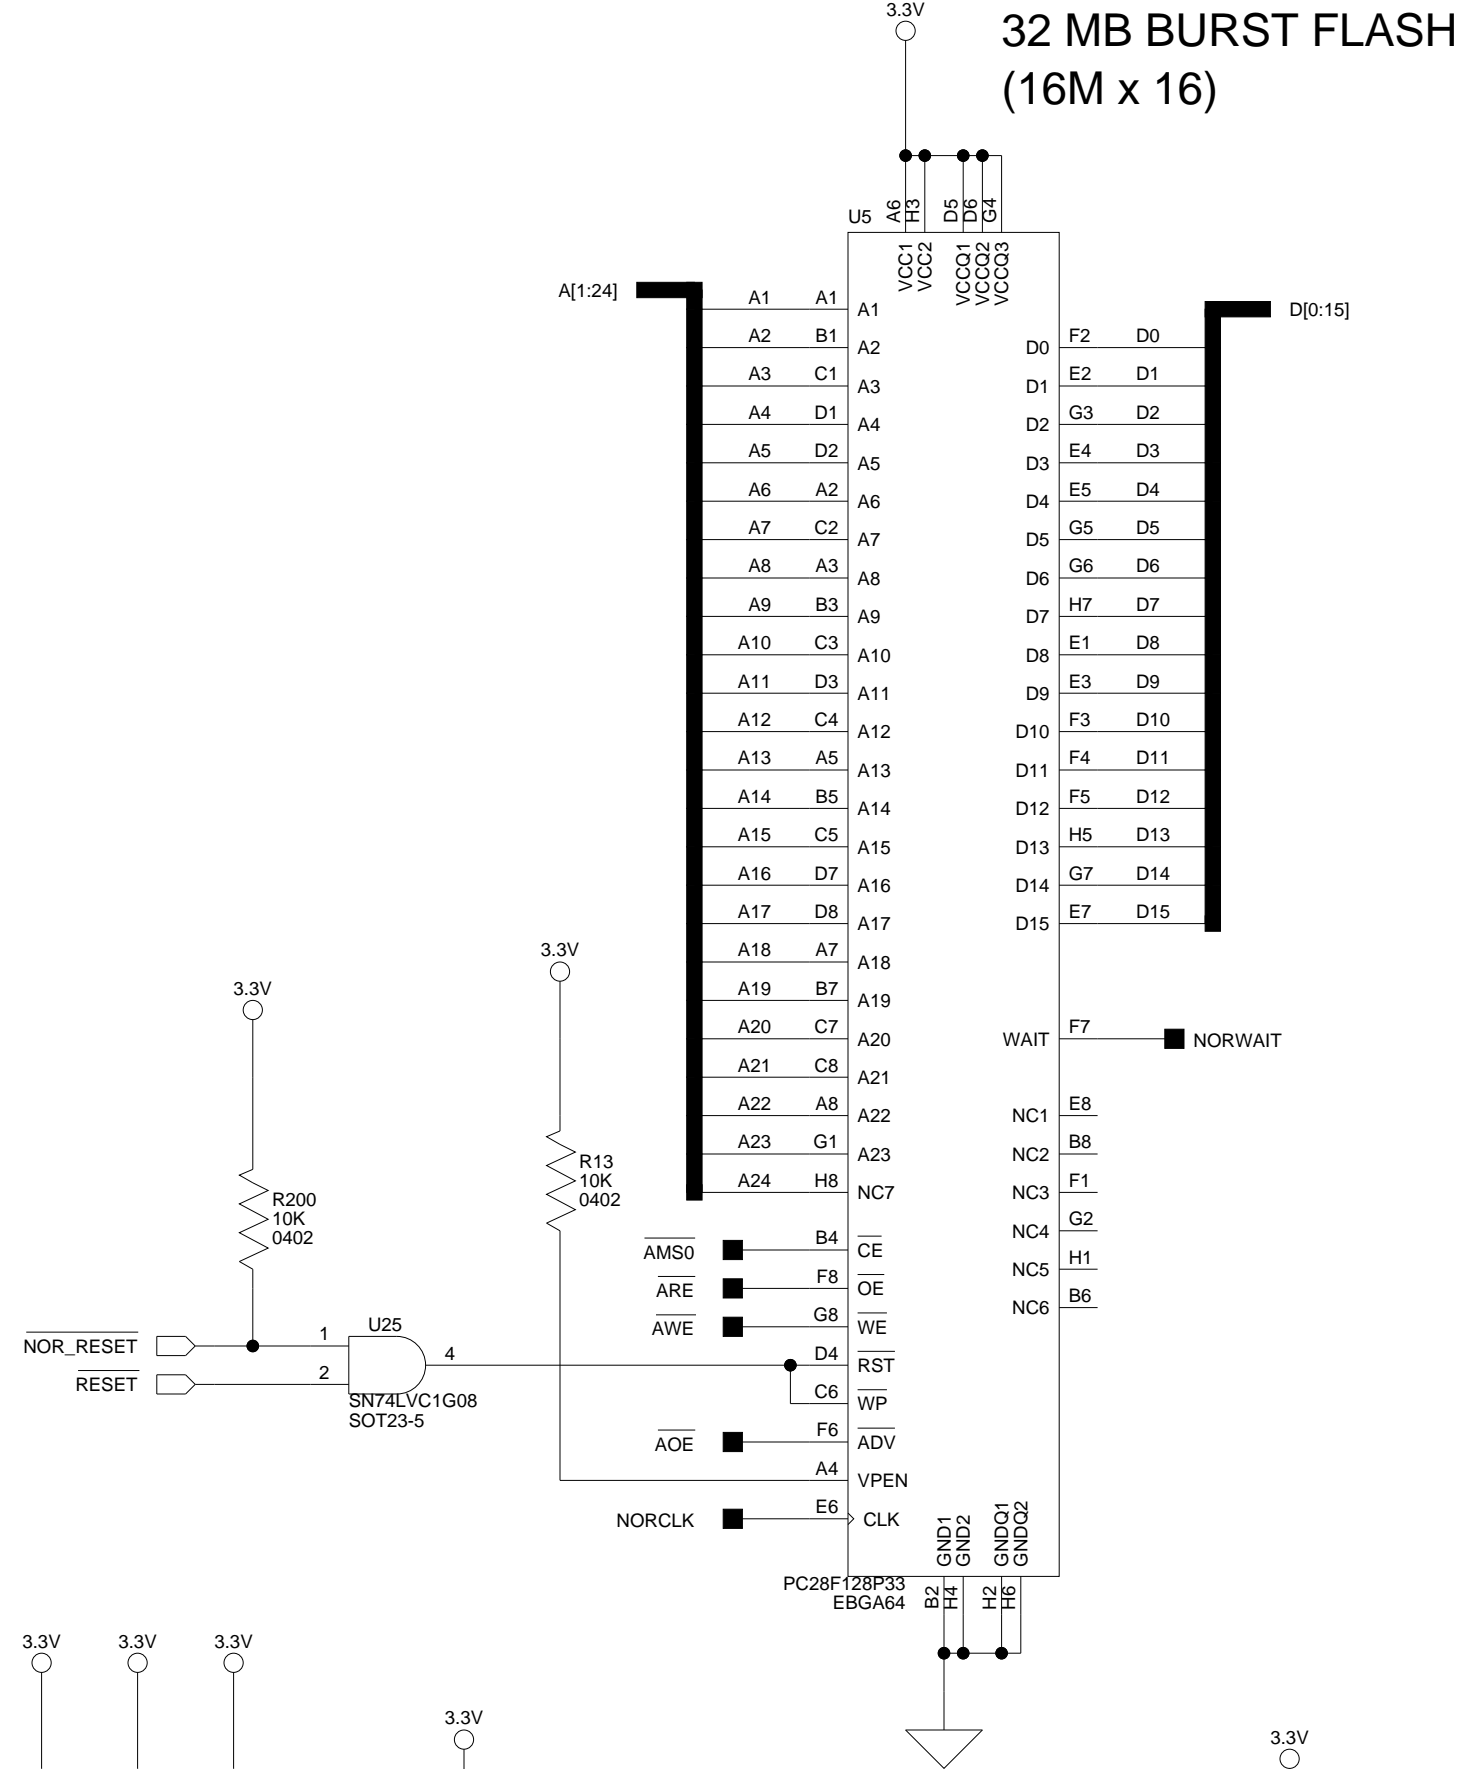 3.3V
32 MB BURST FLASH
(16M x 16)
U5
A6
H3
D5
D6
G4
VCC1
VCC2
VCCQ1
VCCQ2
VCCQ3
A[1:24]
D[0:15]
A1 A1 A1
A2 B1 A2 D0 F2 D0
A3 C1 A3 D1 E2 D1
A4 D1 A4 D2 G3 D2
A5 D2 A5 D3 E4 D3
A6 A2 A6 D4 E5 D4
A7 C2 A7 D5 G5 D5
A8 A3 A8 D6 G6 D6
A9 B3 A9 D7 H7 D7
A10 C3 A10 D8 E1 D8
A11 D3 A11 D9 E3 D9
A12 C4 A12 D10 F3 D10
A13 A5 A13 D11 F4 D11
A14 B5 A14 D12 F5 D12
A15 C5 A15 D13 H5 D13
A16 D7 A16 D14 G7 D14
A17 D8 A17 D15 E7 D15
A18 A7 A18
A19 B7 A19
A20 C7 A20 WAIT F7 NORWAIT
A21 C8 A21
A22 A8 A22 NC1 E8
A23 G1 A23 NC2 B8
A24 H8 NC7 NC3 F1
NC4 G2
NC5 H1
NC6 B6
3.3V
3.3V
R13
10K
0402
R200
10K
0402
AMS0 B4 CE
ARE F8 OE
AWE G8 WE
D4 RST
C6 WP
AOE F6 ADV
A4 VPEN
NORCLK E6 CLK
NOR_RESET 1
RESET 2
U25
4
SN74LVC1G08
SOT23-5
GND1
GND2
GNDQ1
GNDQ2
PC28F128P33
EBGA64
B2
H4
H2
H6
3.3V 3.3V 3.3V
3.3V
3.3V